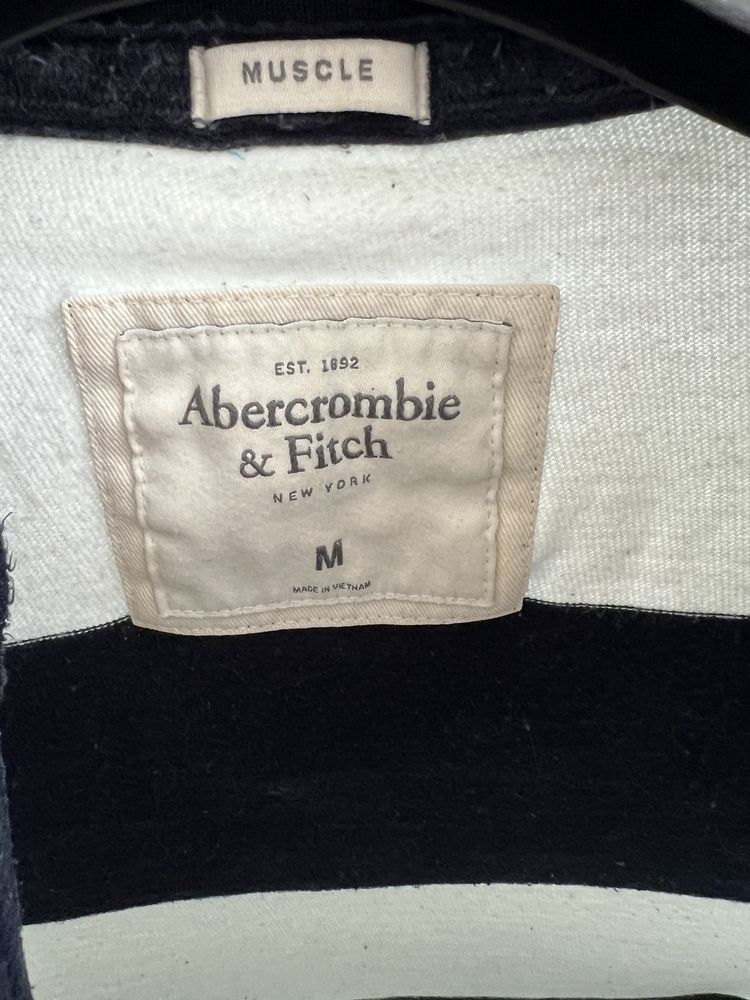 MUSCLE
EST. 1892
Abercrombie
& Fitch
NEW YORK
M
MADE IN VIETNAM